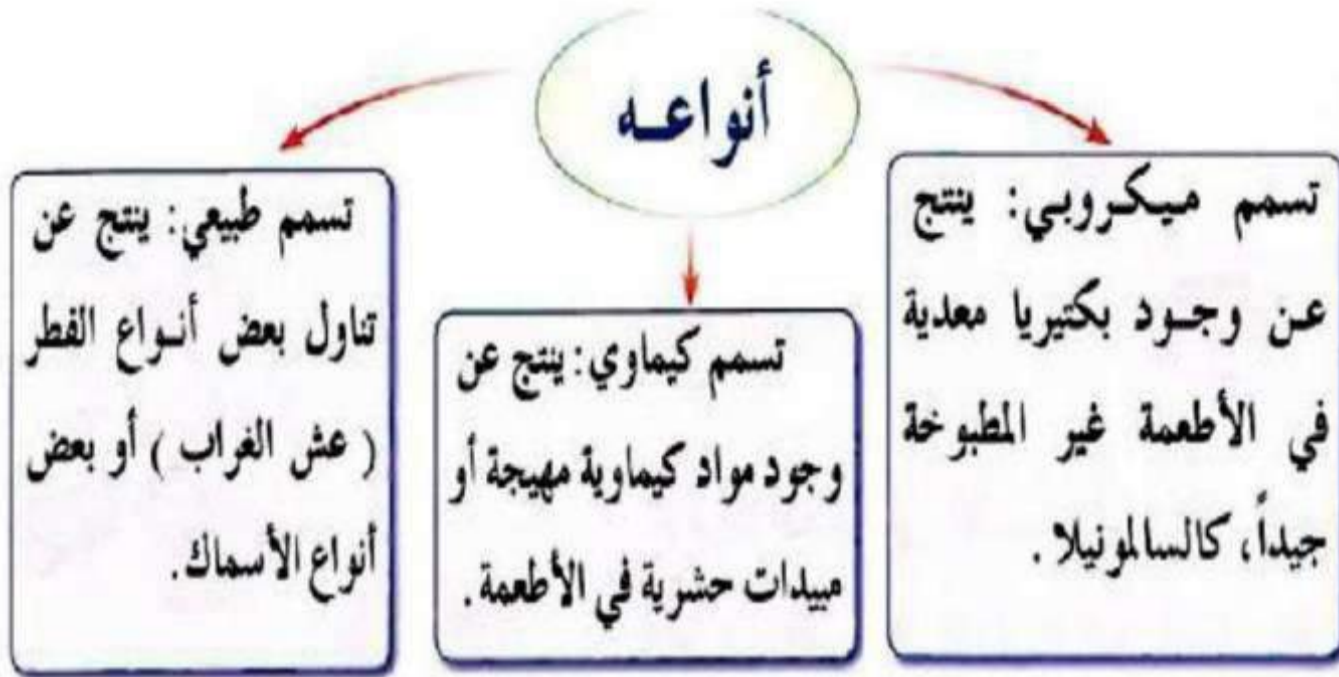 أنواعه
تسمم ميكروبي: ينتج
عن وجود بكتيريا معدية
في الأطعمة غير المطبوخة
جيداً، كالسالمونيلا.
تسمم كيماوي: ينتج عن
وجود مواد كيماوية مهيجة أو
مبيدات حشرية في الأطعمة.
تسمم طبيعي: ينتج عن
تناول بعض أنواع الفطر
( عش الغراب ) أو بعض
أنواع الأسماك.